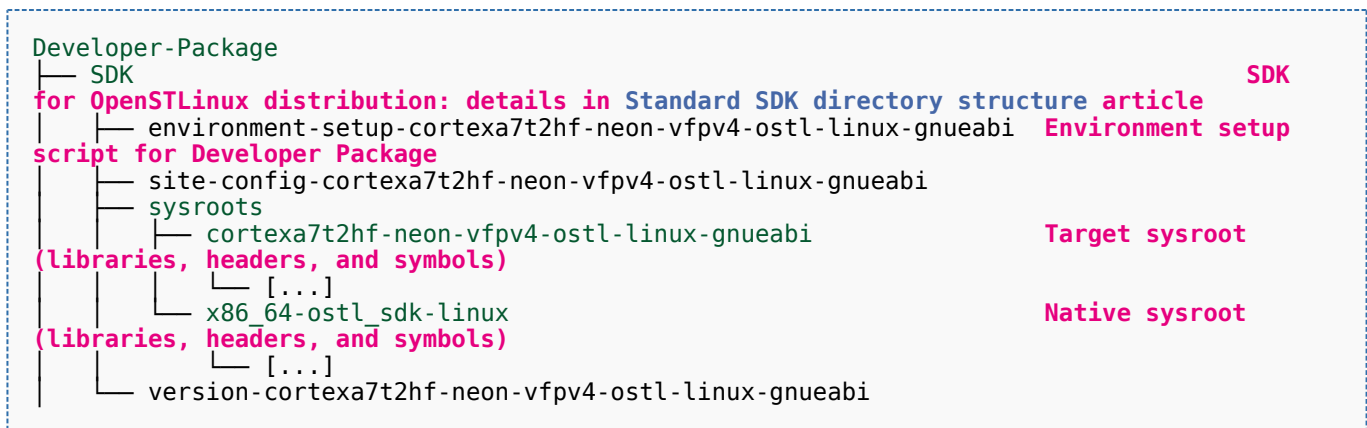 Developer-Package
├── SDK                                                                    SDK
for OpenSTLinux distribution: details in Standard SDK directory structure article
│   ├── environment-setup-cortexa7t2hf-neon-vfpv4-ostl-linux-gnueabi  Environment setup
script for Developer Package
│   ├── site-config-cortexa7t2hf-neon-vfpv4-ostl-linux-gnueabi
│   ├── sysroots
│   │   ├── cortexa7t2hf-neon-vfpv4-ostl-linux-gnueabi               Target sysroot
(libraries, headers, and symbols)
│   │   │   └── [...]
│   │   └── x86_64-ostl_sdk-linux                                    Native sysroot
(libraries, headers, and symbols)
│   │       └── [...]
│   └── version-cortexa7t2hf-neon-vfpv4-ostl-linux-gnueabi